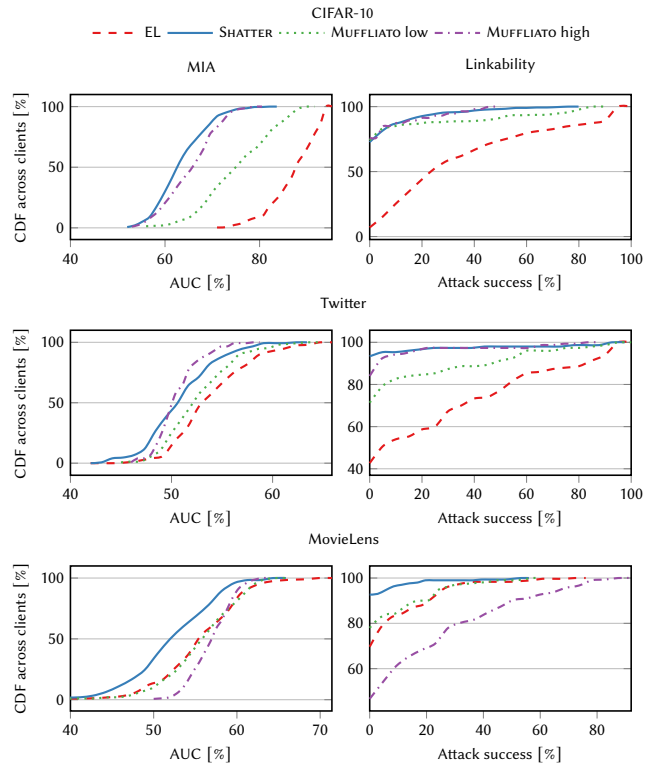 CIFAR-10
EL SHATTER MUFFLIATO low MUFFLIATO high
MIA
Linkability
CDF across clients [%]
100
50
0
40 60 80
AUC [%]
100
50
0
0 20 40 60 80 100
Attack success [%]
Twitter
CDF across clients [%]
100
50
0
40 50 60
AUC [%]
100
80
60
40
0 20 40 60 80 100
Attack success [%]
MovieLens
CDF across clients [%]
100
50
0
40 50 60 70
AUC [%]
100
80
60
0 20 40 60 80
Attack success [%]